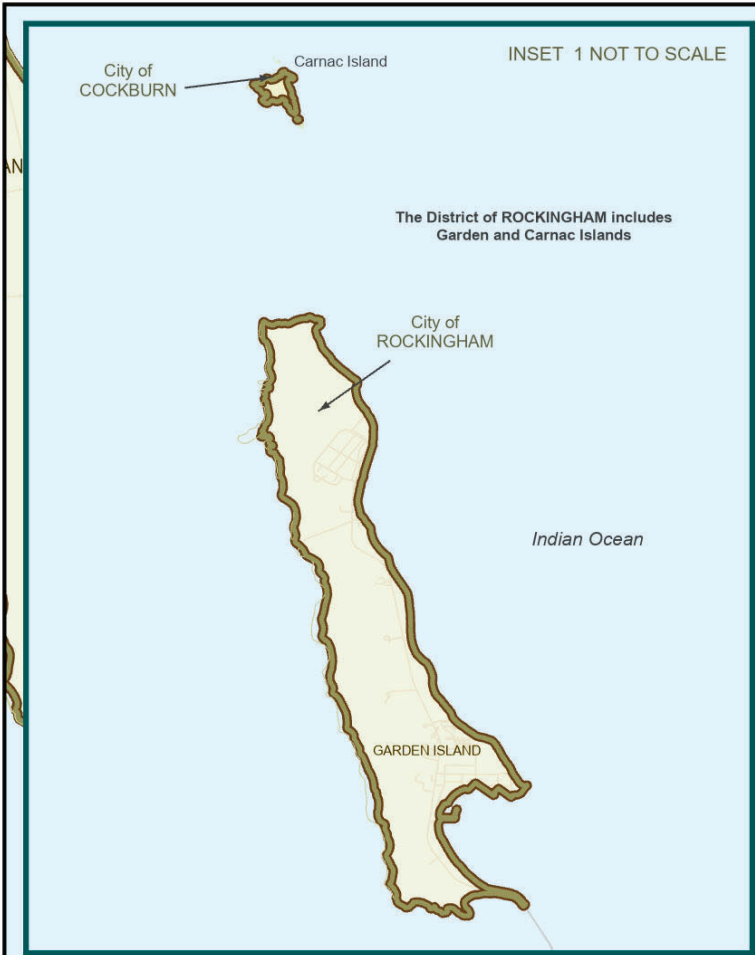 INSET 1 NOT TO SCALE
Carnac Island
City of
COCKBURN
AN
The District of ROCKINGHAM includes
Garden and Carnac Islands
City of
ROCKINGHAM
Indian Ocean
GARDEN ISLAND